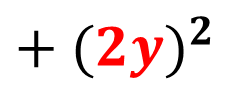 + (2y)²